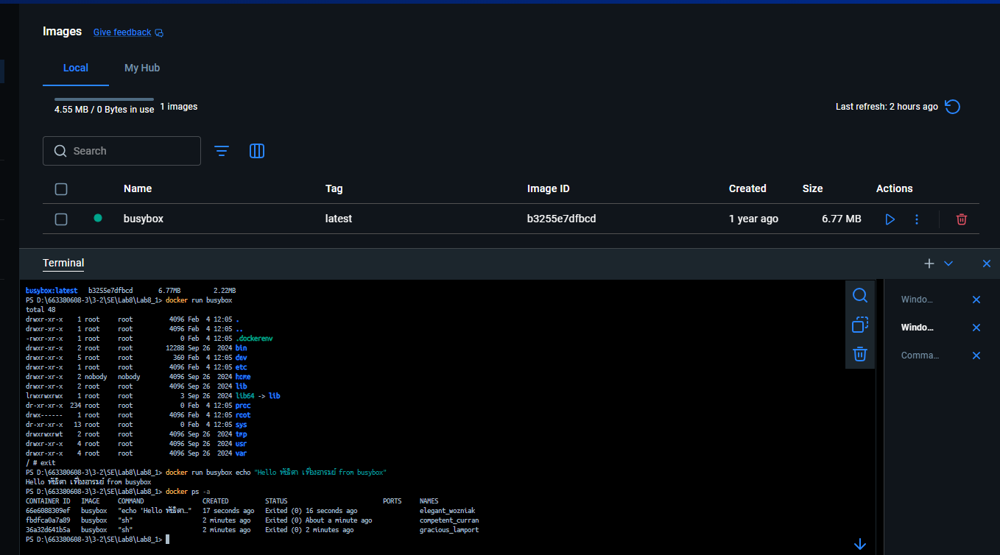 Images Give feedback
Local My Hub
4.55 MB / 0 Bytes in use 1 images Last refresh: 2 hours ago
Search
Name Tag Image ID Created Size Actions
busybox latest b3255e7dfbcd 1 year ago 6.77 MB
Terminal
busybox:latest b3255e7dfbcd 6.77MB 2.22MB
PS D:\663380608-3\3-2\SE\Lab8\Lab8_1> docker run busybox
total 48
drwxr-xr-x 1 root root 4096 Feb 4 12:05 .
drwxr-xr-x 1 root root 4096 Feb 4 12:05 ..
-rwxr-xr-x 1 root root 0 Feb 4 12:05 .dockerenv
drwxr-xr-x 2 root root 12288 Sep 26 2024 bin
drwxr-xr-x 5 root root 360 Feb 4 12:05 dev
drwxr-xr-x 1 root root 4096 Feb 4 12:05 etc
drwxr-xr-x 2 nobody nobody 4096 Sep 26 2024 home
drwxr-xr-x 2 root root 4096 Sep 26 2024 lib
lrwxrwxrwx 1 root root 3 Sep 26 2024 lib64 -> lib
dr-xr-xr-x 234 root root 0 Feb 4 12:05 proc
drwx------ 1 root root 4096 Feb 4 12:05 root
dr-xr-xr-x 13 root root 0 Feb 4 12:05 sys
drwxrwxrwt 2 root root 4096 Sep 26 2024 tmp
drwxr-xr-x 4 root root 4096 Sep 26 2024 usr
drwxr-xr-x 4 root root 4096 Sep 26 2024 var
/ # exit
PS D:\663380608-3\3-2\SE\Lab8\Lab8_1> docker run busybox echo "Hello from busybox"
Hello from busybox
PS D:\663380608-3\3-2\SE\Lab8\Lab8_1> docker ps -a
CONTAINER ID IMAGE COMMAND CREATED STATUS PORTS NAMES
66e6088309ef busybox "echo 'Hello 17 seconds ago Exited (0) 16 seconds ago elegant_wozniak
fbdfca0a7a89 busybox "sh" 2 minutes ago Exited (0) About a minute ago competent_curran
36a32d641b5a busybox "sh" 2 minutes ago Exited (0) 2 minutes ago gracious_lamport
PS D:\663380608-3\3-2\SE\Lab8\Lab8_1>
Windo…
Windo…
Comma…